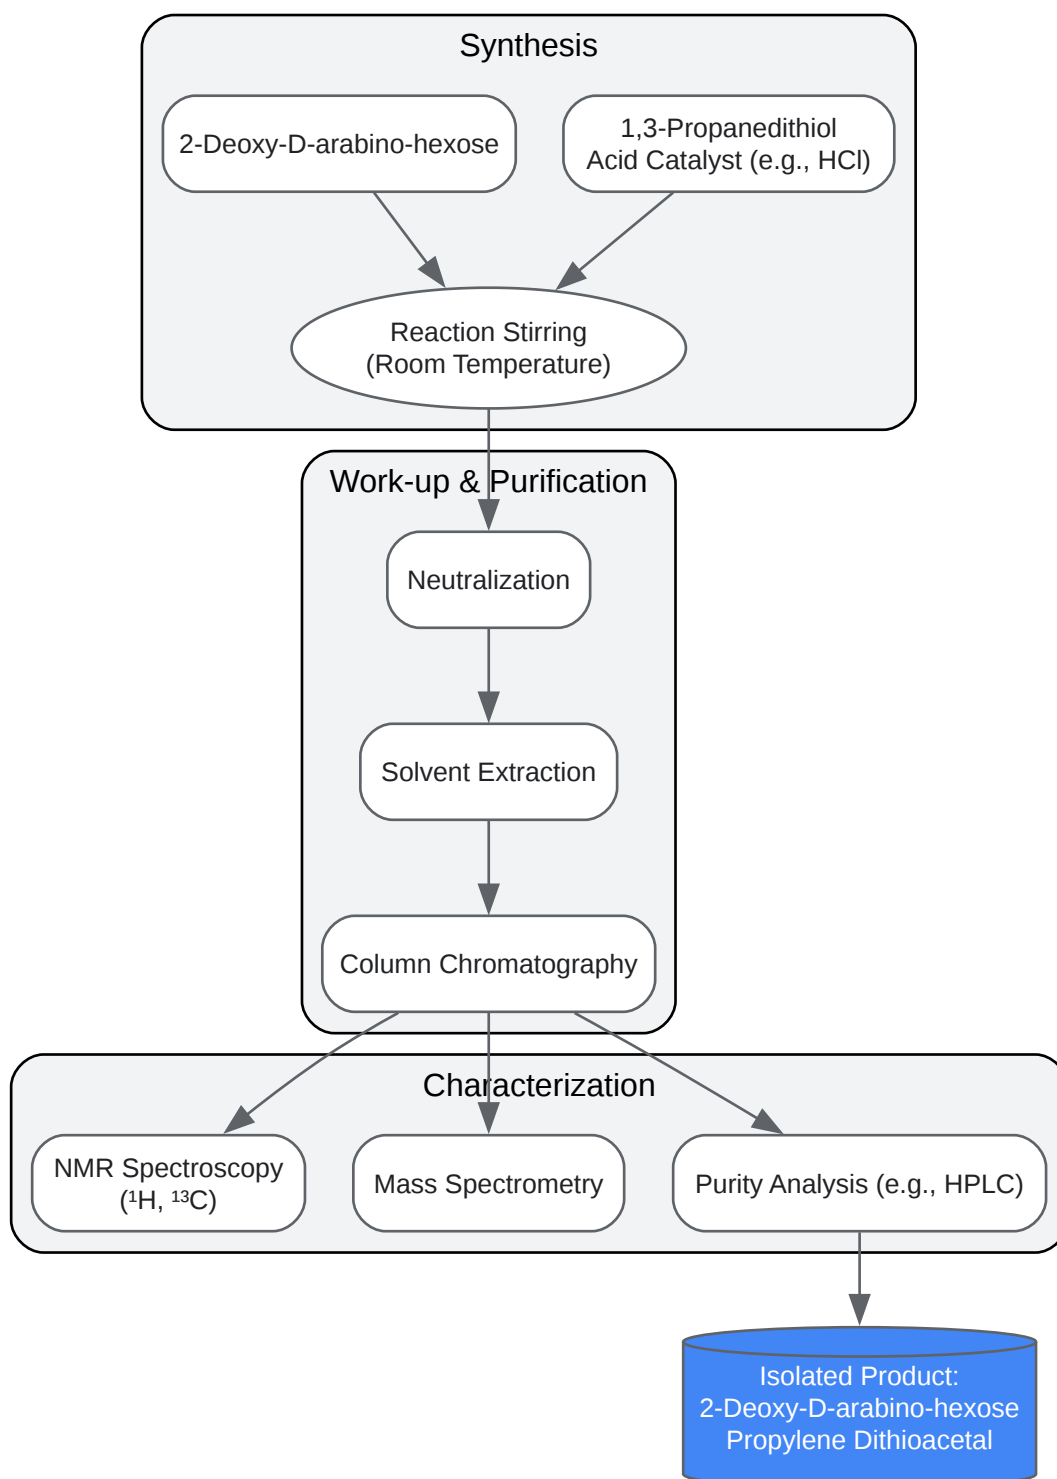 Synthesis
2-Deoxy-D-arabino-hexose
1,3-Propanedithiol
Acid Catalyst (e.g., HCl)
Reaction Stirring
(Room Temperature)
Work-up & Purification
Neutralization
Solvent Extraction
Column Chromatography
Characterization
NMR Spectroscopy
(¹H, ¹³C)
Mass Spectrometry
Purity Analysis (e.g., HPLC)
Isolated Product:
2-Deoxy-D-arabino-hexose
Propylene Dithioacetal